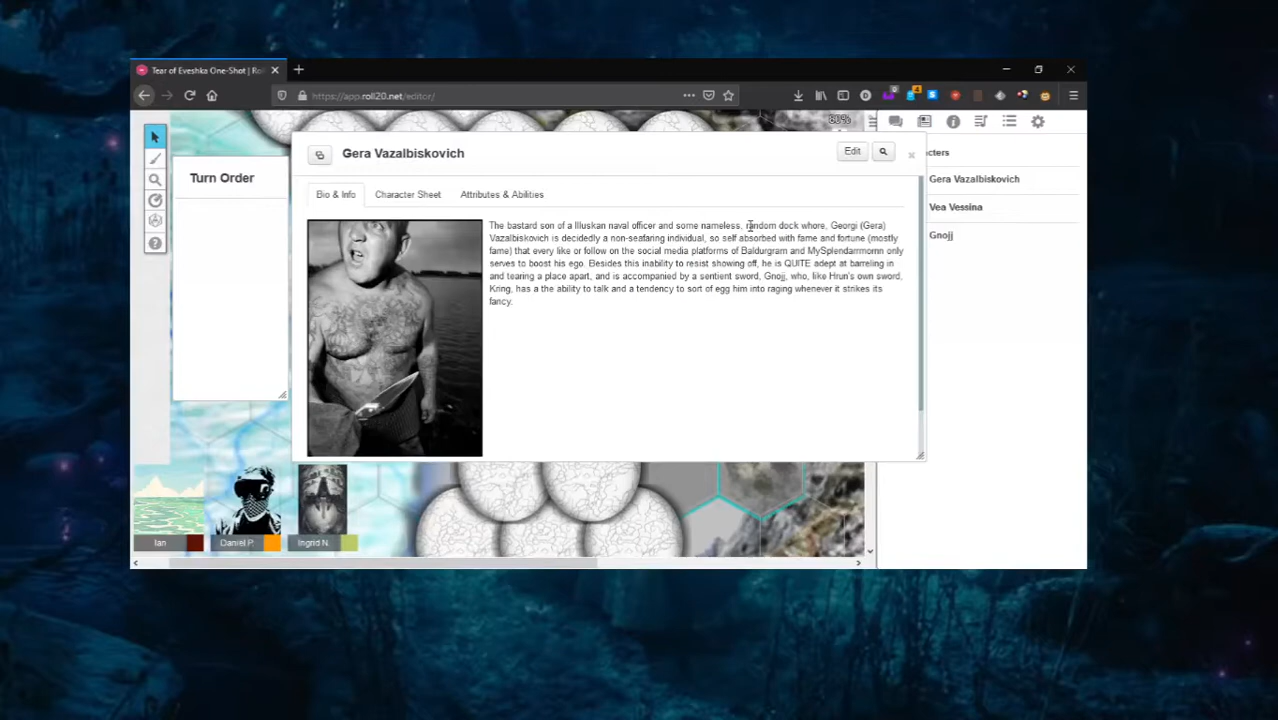 Tear of Eveshka One-Shot | Rol
https://app.roll20.net/editor/
0
4
80%
Turn Order
Gera Vazalbiskovich
Edit
Bio & Info
Character Sheet
Attributes & Abilities
The bastard son of a Illuskan naval officer and some nameless, random dock whore, Georgi (Gera)
Vazalbiskovich is decidedly a non-seafaring individual, so self absorbed with fame and fortune (mostly
fame) that every like or follow on the social media platforms of Baldurgram and MySplendarmornn only
serves to boost his ego. Besides this inability to resist showing off, he is QUITE adept at barreling in
and tearing a place apart, and is accompanied by a sentient sword, Gnojj, who, like Hrun's own sword,
Kring, has a the ability to talk and a tendency to sort of egg him into raging whenever it strikes its
fancy.
cters
Gera Vazalbiskovich
Vea Vessina
Gnojj
Ian
Daniel P.
Ingrid N.